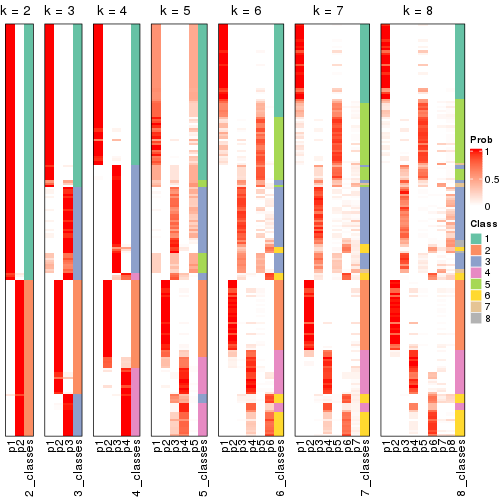 k = 2 k = 3 k = 4 k = 5 k = 6 k = 7 k = 8
Prob
1
0.5
0
Class
1
2
3
4
5
6
7
8
p1 p2 2_classes
p1 p2 p3 3_classes
p1 p2 p3 p4 4_classes
p1 p2 p3 p4 p5 5_classes
p1 p2 p3 p4 p5 p6 6_classes
p1 p2 p3 p4 p5 p6 p7 7_classes
p1 p2 p3 p4 p5 p6 p7 p8 8_classes